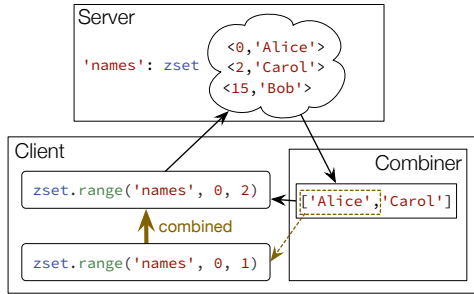 Server
<0,'Alice'>
'names': zset <2,'Carol'>
<15,'Bob'>
Client
Combiner
zset.range('names', 0, 2)
['Alice','Carol']
combined
zset.range('names', 0, 1)